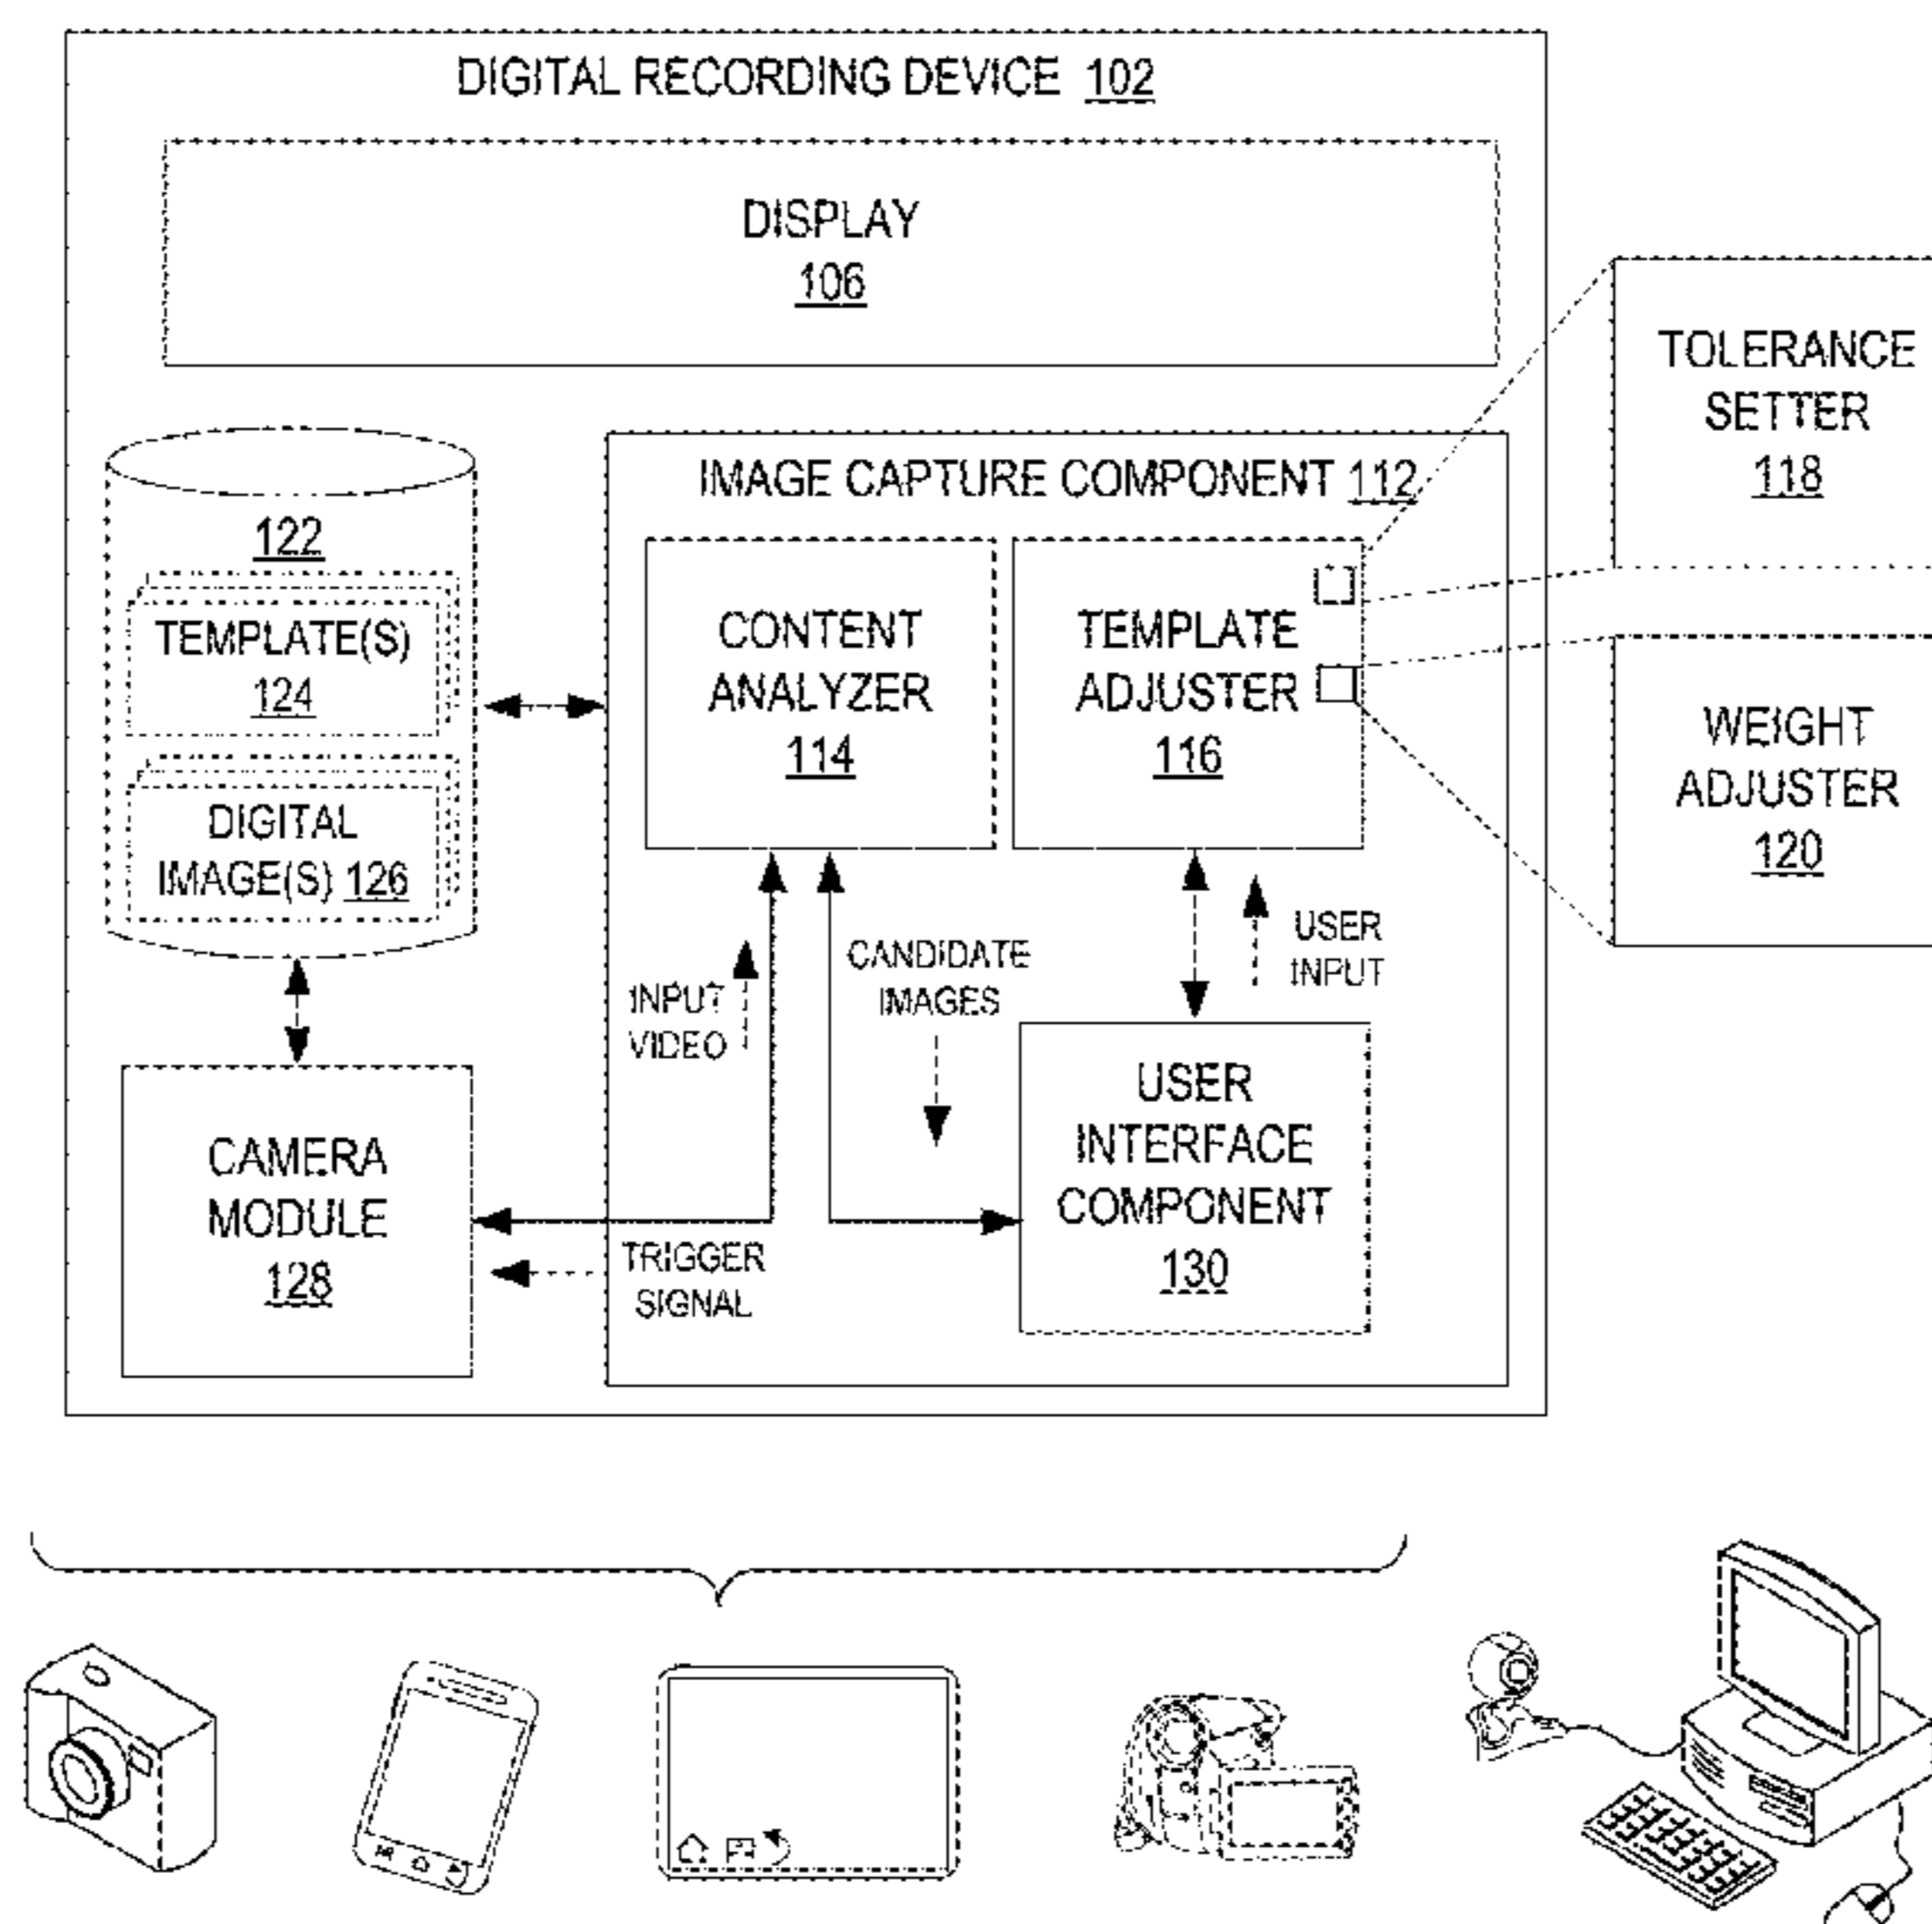 DIGITAL RECORDING DEVICE 102
DISPLAY
106
TOLERANCE
SETTER
118
IMAGE CAPTURE COMPONENT 112
122
TEMPLATE(S)
124
DIGITAL
IMAGE(S) 126
CONTENT
ANALYZER
114
TEMPLATE
ADJUSTER
116
WEIGHT
ADJUSTER
120
INPUT
VIDEO
CANDIDATE
IMAGES
USER
INPUT
CAMERA
MODULE
128
TRIGGER
SIGNAL
USER
INTERFACE
COMPONENT
130